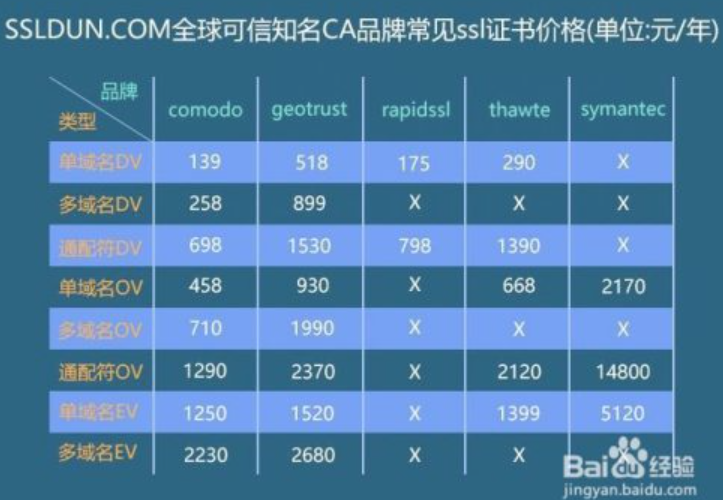 SSLDUN.COM全球可信知名CA品牌常见ssl证书价格(单位:元/年)
品牌
类型
comodo geotrust rapidssl thawte symantec
单域名DV 139 518 175 290 X
多域名DV 258 899 X X X
通配符DV 698 1530 798 1390 X
单域名OV 458 930 X 668 2170
多域名OV 710 1990 X X X
通配符OV 1290 2370 X 2120 14800
单域名EV 1250 1520 X 1399 5120
多域名EV 2230 2680 X X X
Baidu 经验
jingyan.baidu.com